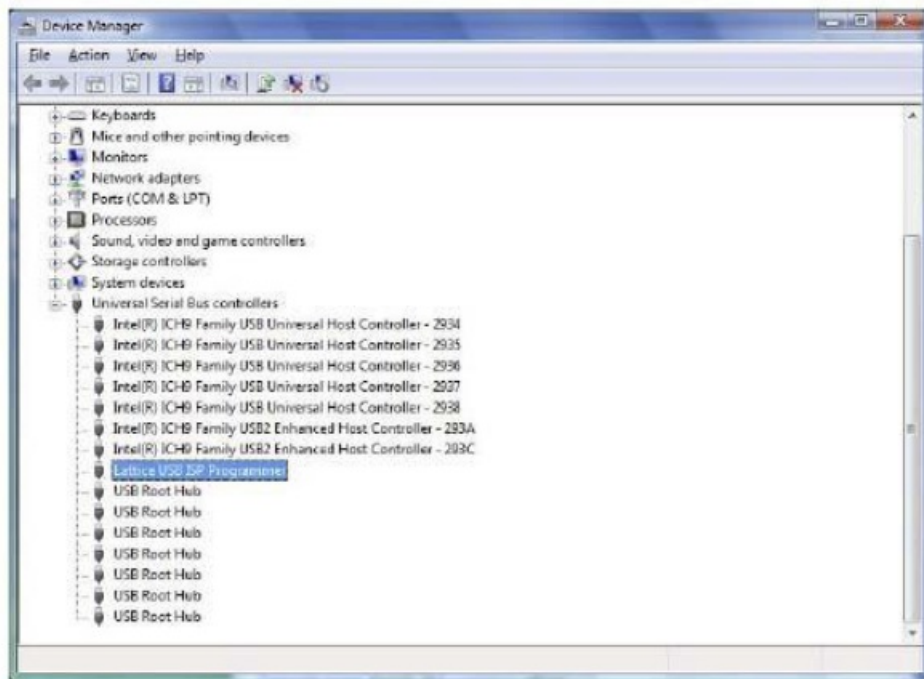 Device Manager
File Action View Help
Keyboards
Mice and other pointing devices
Monitors
Network adapters
Ports (COM & LPT)
Processors
Sound, video and game controllers
Storage controllers
System devices
Universal Serial Bus controllers
Intel(R) ICH9 Family USB Universal Host Controller - 2934
Intel(R) ICH9 Family USB Universal Host Controller - 2935
Intel(R) ICH9 Family USB Universal Host Controller - 2936
Intel(R) ICH9 Family USB Universal Host Controller - 2937
Intel(R) ICH9 Family USB Universal Host Controller - 2938
Intel(R) ICH9 Family USB2 Enhanced Host Controller - 293A
Intel(R) ICH9 Family USB2 Enhanced Host Controller - 293C
Lattice USB ISP Programmer
USB Root Hub
USB Root Hub
USB Root Hub
USB Root Hub
USB Root Hub
USB Root Hub
USB Root Hub